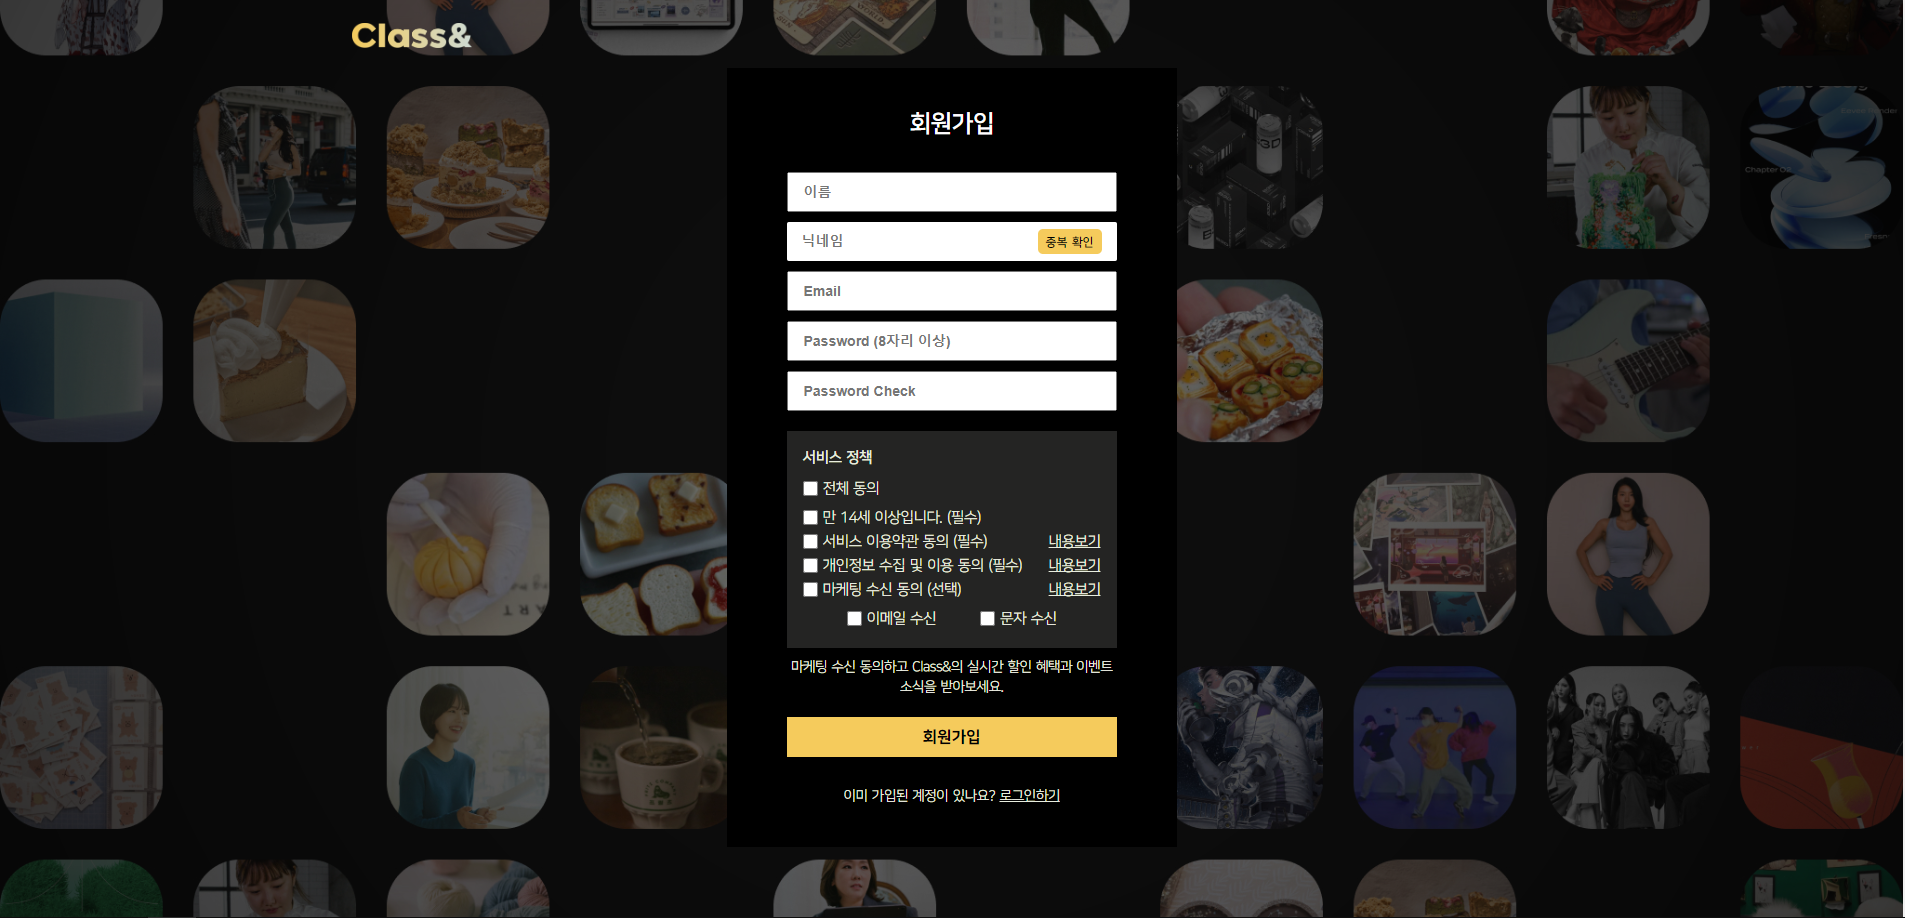 Class&
회원가입
이름
닉네임 중복 확인
Email
Password (8자리 이상)
Password Check
서비스 정책
전체 동의
만 14세 이상입니다. (필수)
서비스 이용약관 동의 (필수) 내용보기
개인정보 수집 및 이용 동의 (필수) 내용보기
마케팅 수신 동의 (선택) 내용보기
이메일 수신 문자 수신
마케팅 수신 동의하고 Class&의 실시간 할인 혜택과 이벤트
소식을 받아보세요.
회원가입
이미 가입된 계정이 있나요? 로그인하기
Chapter 02